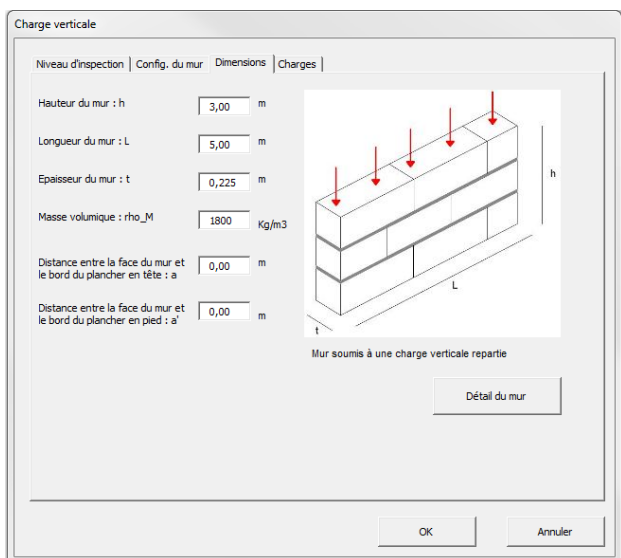 Charge verticale
Niveau d'inspection
Config. du mur
Dimensions
Charges
Hauteur du mur : h
3,00
m
Longueur du mur : L
5,00
m
Epaisseur du mur : t
0,225
m
Masse volumique : rho_M
1800
Kg/m3
Distance entre la face du mur et
le bord du plancher en tête : a
0,00
m
Distance entre la face du mur et
le bord du plancher en pied : a'
0,00
m
h
L
t
Mur soumis à une charge verticale repartie
Détail du mur
OK
Annuler